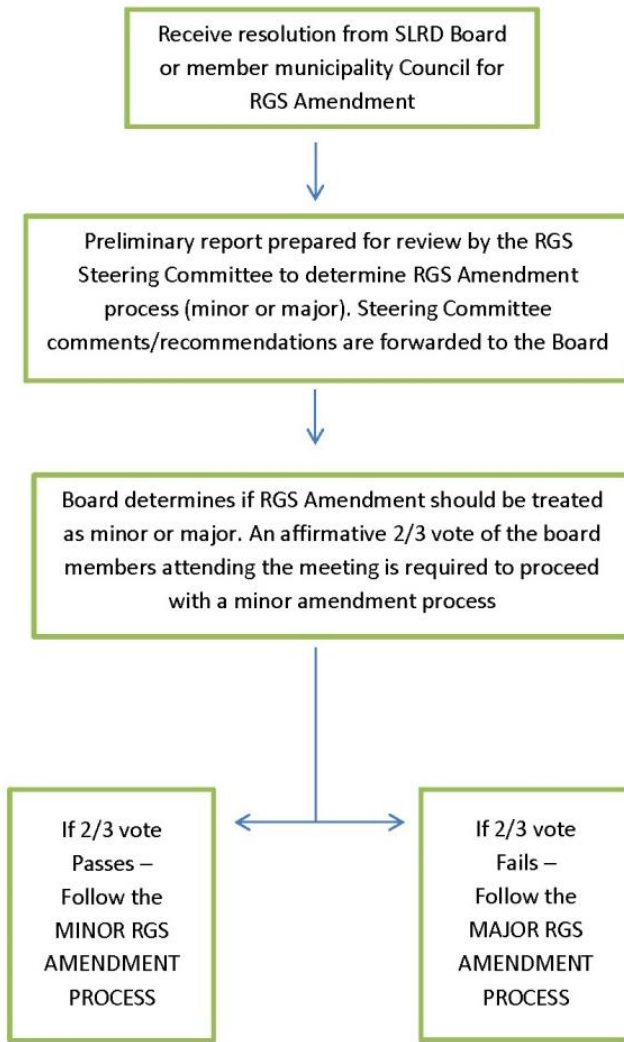 Receive resolution from SLRD Board
or member municipality Council for
RGS Amendment
Preliminary report prepared for review by the RGS
Steering Committee to determine RGS Amendment
process (minor or major). Steering Committee
comments/recommendations are forwarded to the Board
Board determines if RGS Amendment should be treated
as minor or major. An affirmative 2/3 vote of the board
members attending the meeting is required to proceed
with a minor amendment process
If 2/3 vote
Passes –
Follow the
MINOR RGS
AMENDMENT
PROCESS
If 2/3 vote
Fails –
Follow the
MAJOR RGS
AMENDMENT
PROCESS